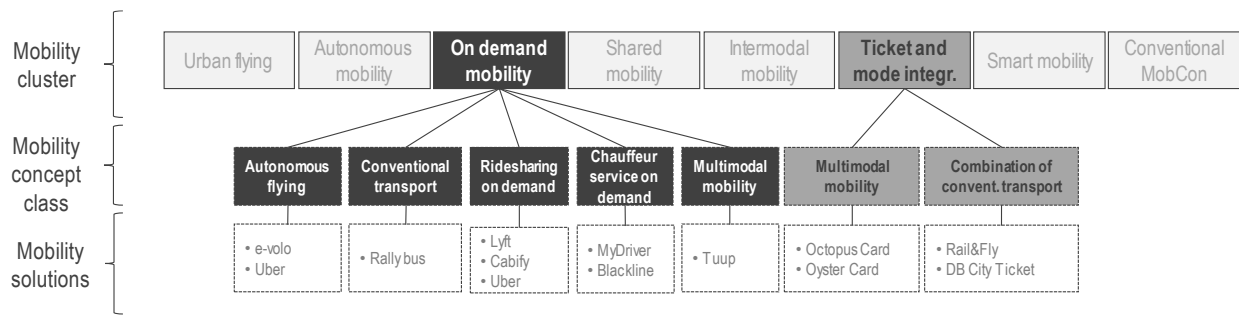 Mobility
cluster
Urban flying
Autonomous
mobility
On demand
mobility
Shared
mobility
Intermodal
mobility
Ticket and
mode integr.
Smart mobility
Conventional
MobCon
Mobility
concept
class
Autonomous
flying
Conventional
transport
Ridesharing
on demand
Chauffeur
service on
demand
Multimodal
mobility
Multimodal
mobility
Combination of
convent. transport
Mobility
solutions
• e-volo
• Uber
• Rally bus
• Lyft
• Cabify
• Uber
• MyDriver
• Blackline
• Tuup
• Octopus Card
• Oyster Card
• Rail&Fly
• DB City Ticket